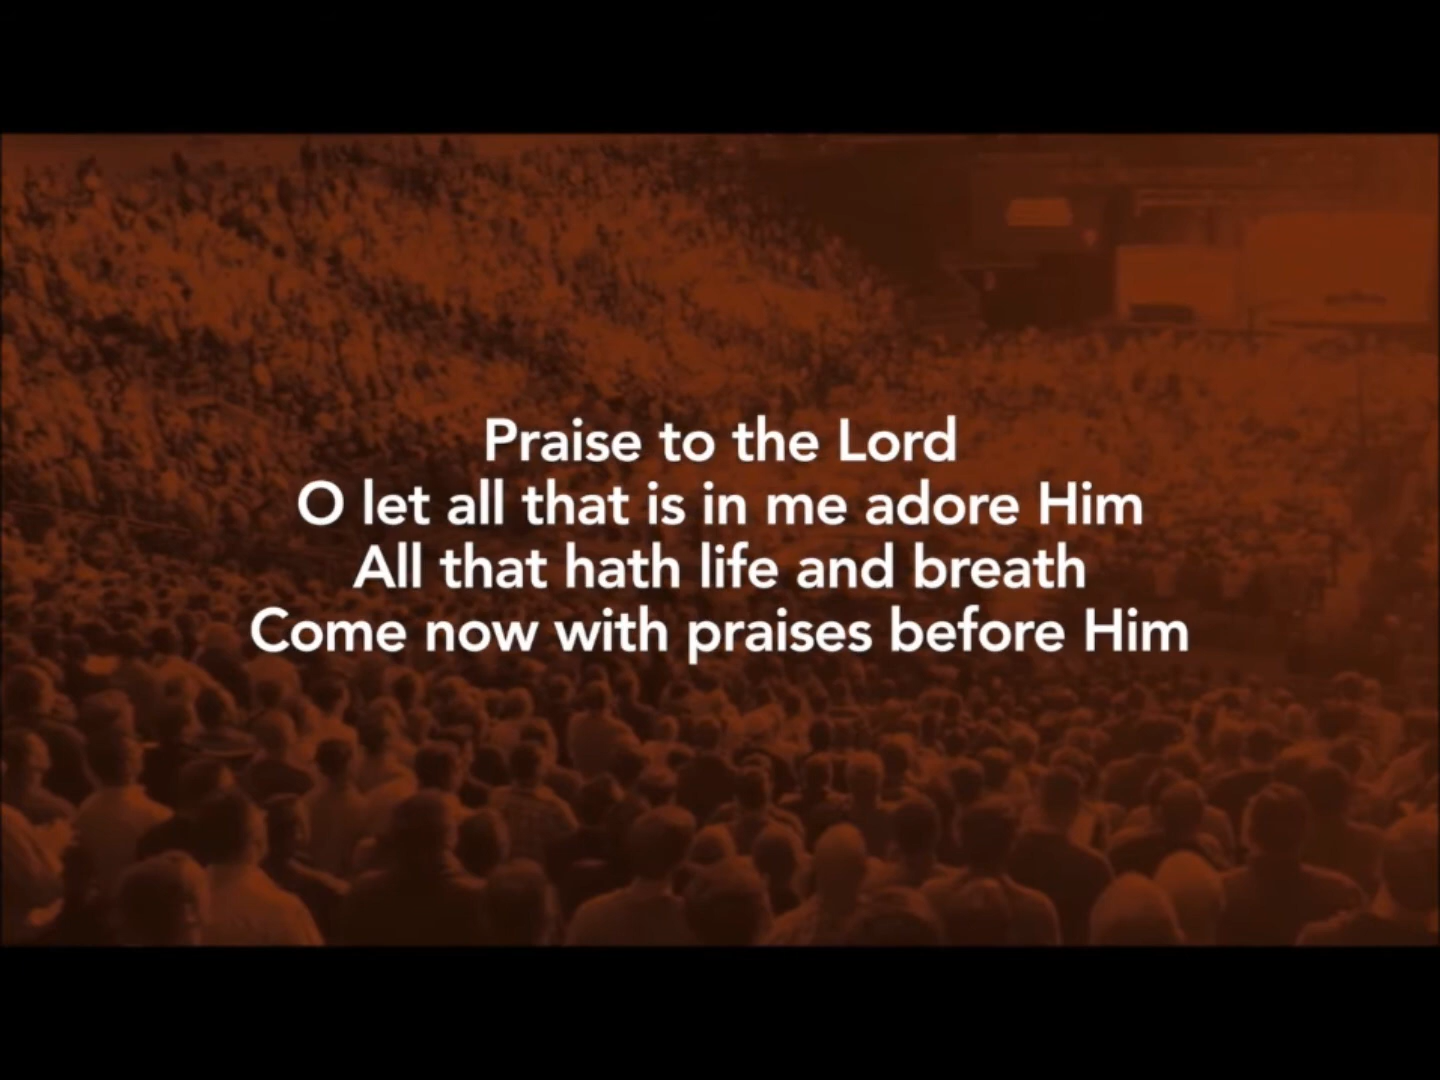 Praise to the Lord
O let all that is in me adore Him
All that hath life and breath
Come now with praises before Him